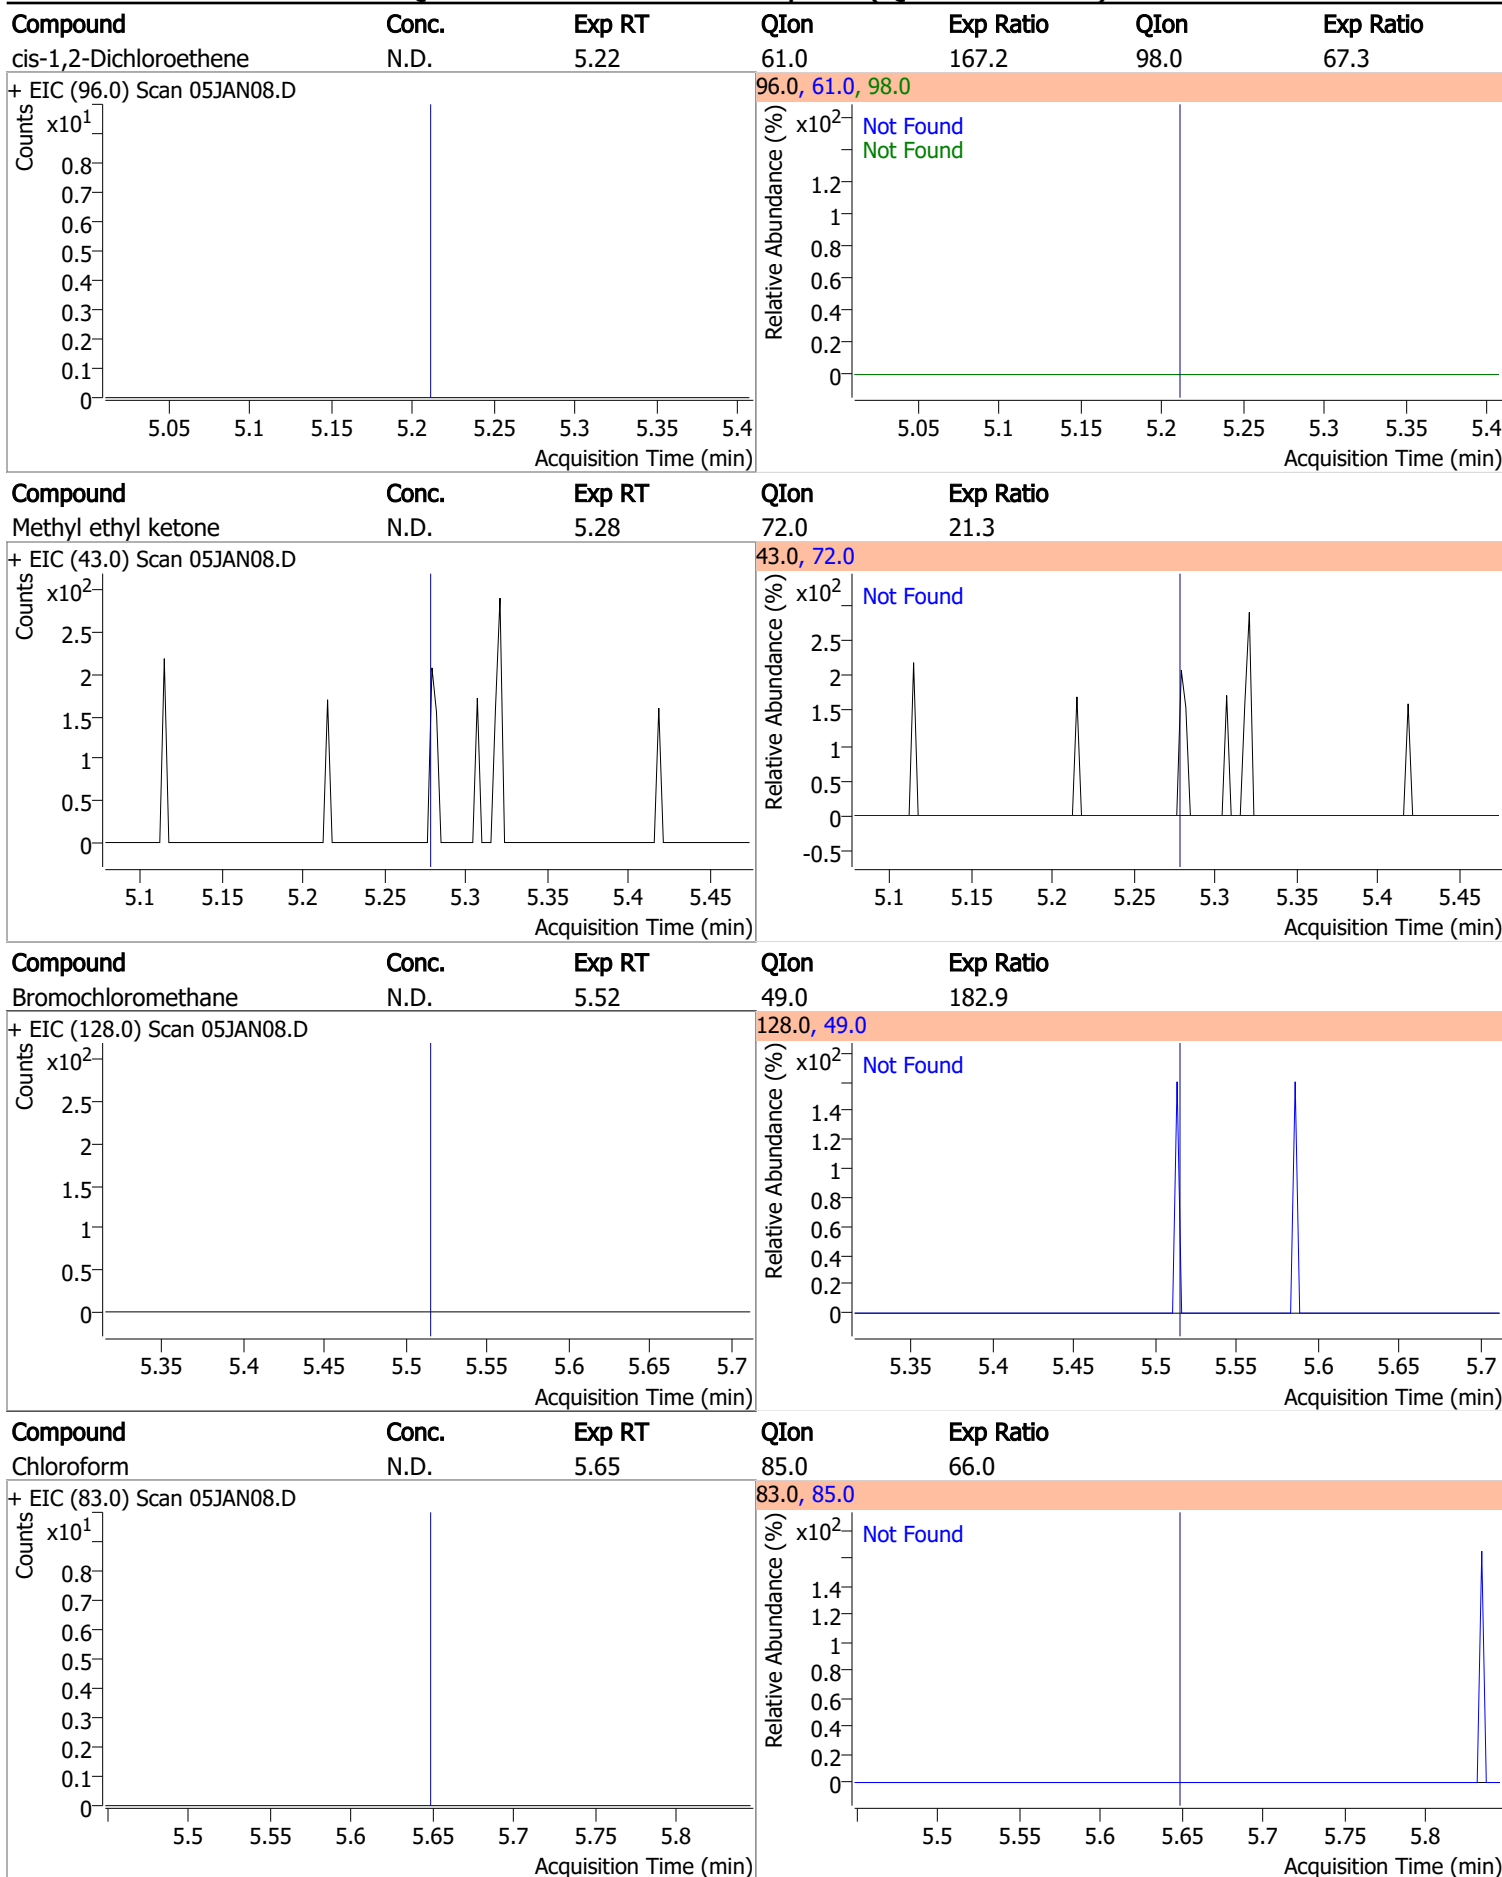 Compound Conc. Exp RT QIon Exp Ratio QIon Exp Ratio
cis-1,2-Dichloroethene N.D. 5.22 61.0 167.2 98.0 67.3
+ EIC (96.0) Scan 05JAN08.D
Counts
x10¹
0.8
0.7
0.6
0.5
0.4
0.3
0.2
0.1
0
5.05 5.1 5.15 5.2 5.25 5.3 5.35 5.4
Acquisition Time (min)
96.0, 61.0, 98.0
Relative Abundance (%)
x10²
Not Found
Not Found
1.2
1
0.8
0.6
0.4
0.2
0
5.05 5.1 5.15 5.2 5.25 5.3 5.35 5.4
Acquisition Time (min)
Compound Conc. Exp RT QIon Exp Ratio
Methyl ethyl ketone N.D. 5.28 72.0 21.3
+ EIC (43.0) Scan 05JAN08.D
Counts
x10²
2.5
2
1.5
1
0.5
0
5.1 5.15 5.2 5.25 5.3 5.35 5.4 5.45
Acquisition Time (min)
43.0, 72.0
Relative Abundance (%)
x10²
Not Found
2.5
2
1.5
1
0.5
0
-0.5
5.1 5.15 5.2 5.25 5.3 5.35 5.4 5.45
Acquisition Time (min)
Compound Conc. Exp RT QIon Exp Ratio
Bromochloromethane N.D. 5.52 49.0 182.9
+ EIC (128.0) Scan 05JAN08.D
Counts
x10²
2.5
2
1.5
1
0.5
0
5.35 5.4 5.45 5.5 5.55 5.6 5.65 5.7
Acquisition Time (min)
128.0, 49.0
Relative Abundance (%)
x10²
Not Found
1.4
1.2
1
0.8
0.6
0.4
0.2
0
5.35 5.4 5.45 5.5 5.55 5.6 5.65 5.7
Acquisition Time (min)
Compound Conc. Exp RT QIon Exp Ratio
Chloroform N.D. 5.65 85.0 66.0
+ EIC (83.0) Scan 05JAN08.D
Counts
x10¹
0.8
0.7
0.6
0.5
0.4
0.3
0.2
0.1
0
5.5 5.55 5.6 5.65 5.7 5.75 5.8
Acquisition Time (min)
83.0, 85.0
Relative Abundance (%)
x10²
Not Found
1.4
1.2
1
0.8
0.6
0.4
0.2
0
5.5 5.55 5.6 5.65 5.7 5.75 5.8
Acquisition Time (min)